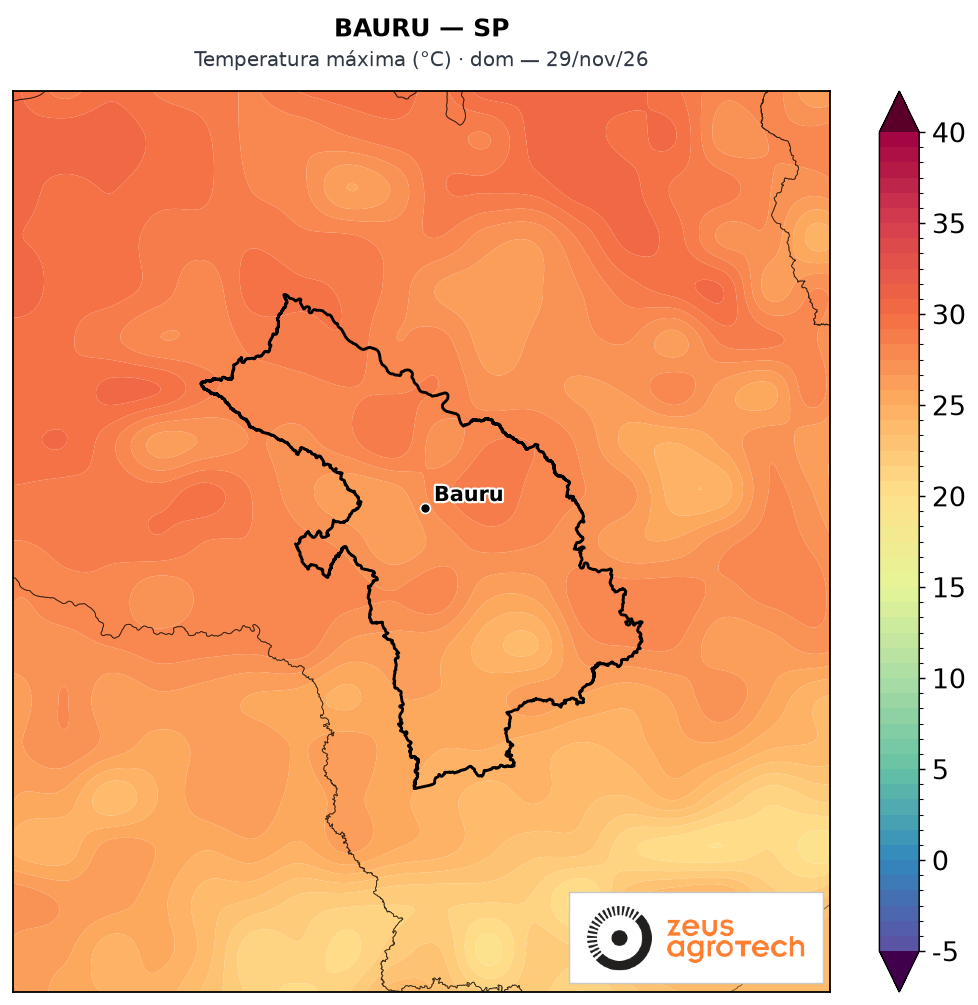 BAURU — SP
Temperatura máxima (°C) · dom — 29/nov/26
40
35
30
25
20
15
10
5
0
-5
Bauru
zeus
agrotech